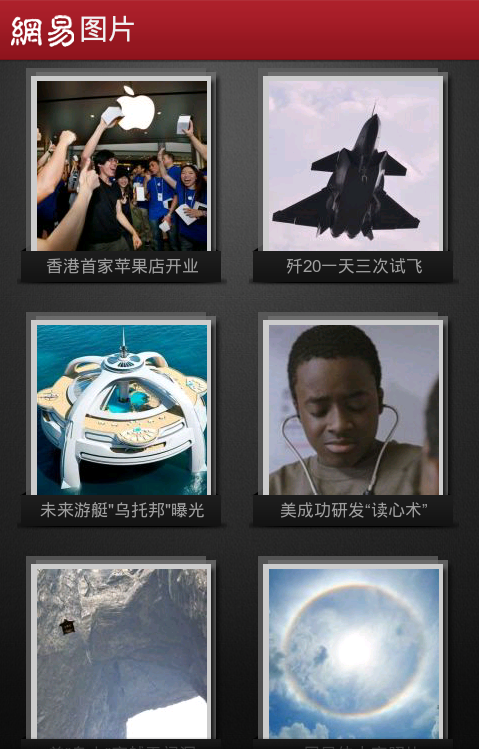 網易图片
香港首家苹果店开业
歼20一天三次试飞
未来游艇"乌托邦"曝光
美成功研发“读心术”